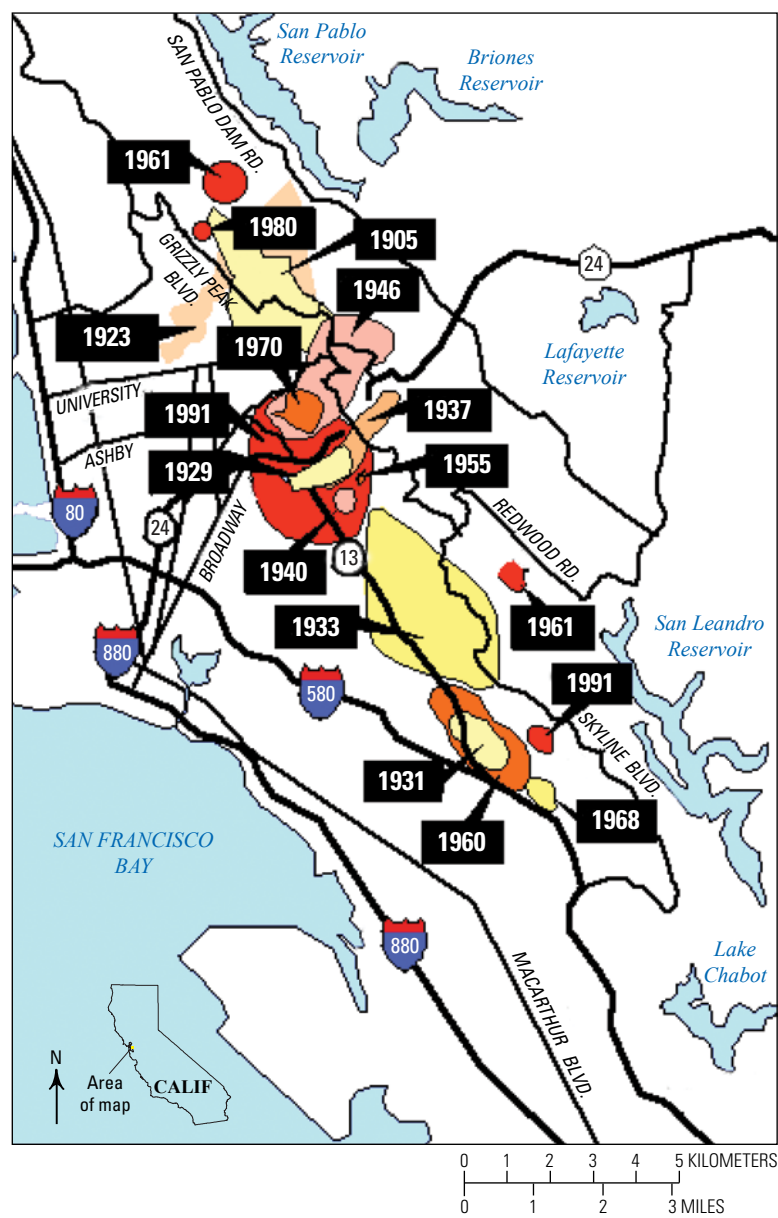 San Pablo
Reservoir
Briones
Reservoir
SAN PABLO DAM RD.
1961
1980
1905
24
GRIZZLY PEAK
BLVD.
1946
1923
1970
Lafayette
Reservoir
UNIVERSITY
1991
1937
ASHBY
1929
1955
80
24
BROADWAY
REDWOOD RD.
1940
13
1961
1933
San Leandro
Reservoir
880
580
1991
SKYLINE BLVD.
1931
1968
1960
SAN FRANCISCO
BAY
880
MACARTHUR BLVD.
Lake
Chabot
N
Area
of map
CALIF
0 1 2 3 4 5 KILOMETERS
0 1 2 3 MILES